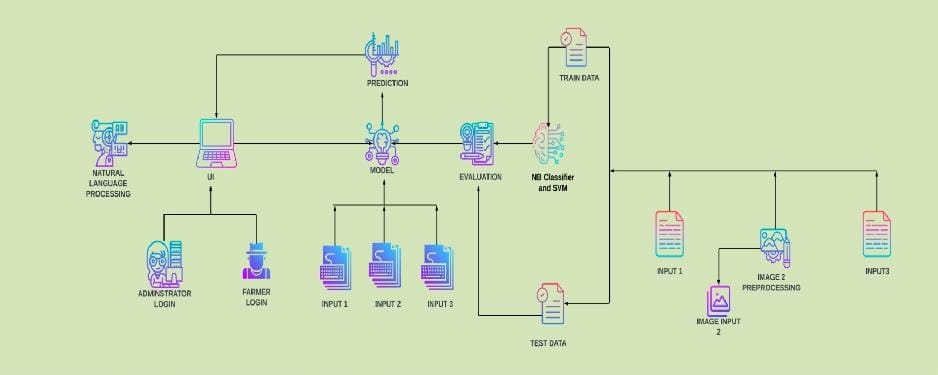 TRAIN DATA
PREDICTION
NATURAL
LANGUAGE
PROCESSING
UI
MODEL
EVALUATION
NB Classifier
and SVM
INPUT 1
IMAGE 2
PREPROCESSING
INPUT3
ADMINSTRATOR
LOGIN
FARMER
LOGIN
INPUT 1
INPUT 2
INPUT 3
IMAGE INPUT
2
TEST DATA